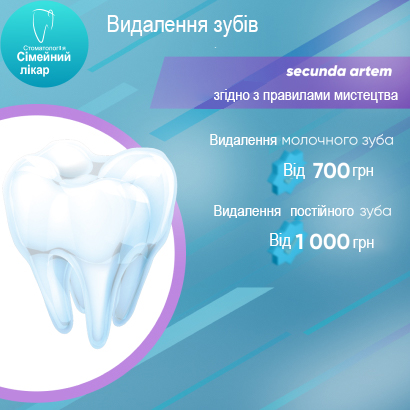 Видалення зубів
Стоматологія
Сімейний
лікар
secunda artem
згідно з правилами мистецтва
Видалення молочного зуба
Від 700 грн
Видалення постійного зуба
Від 1 000 грн